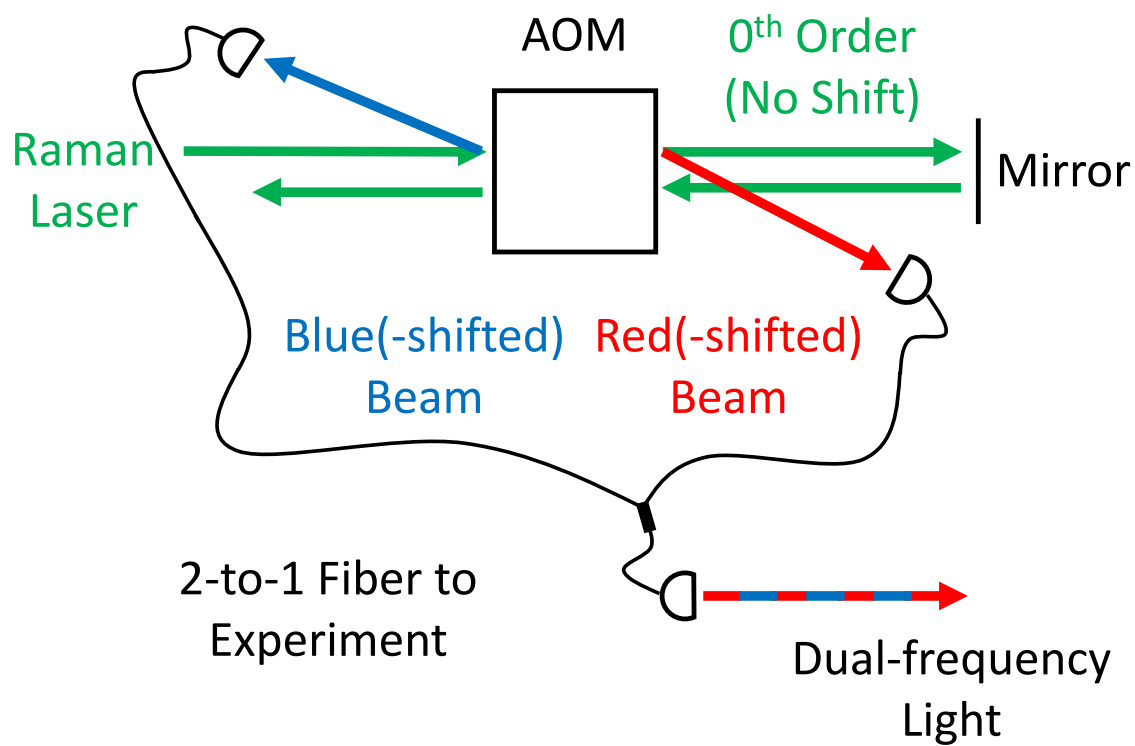 AOM
0th Order
(No Shift)
Raman
Laser
Mirror
Blue(-shifted)
Beam
Red(-shifted)
Beam
2-to-1 Fiber to
Experiment
Dual-frequency
Light